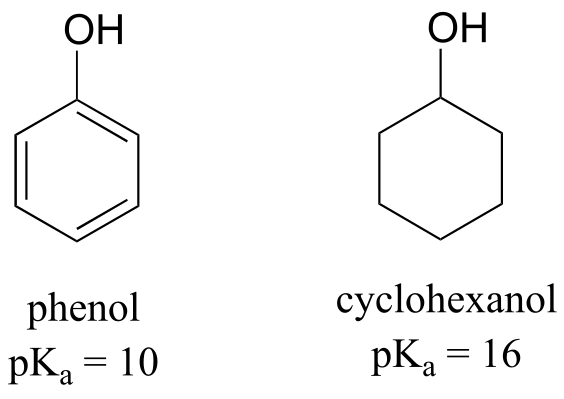 OH
OH
phenol
pKa = 10
cyclohexanol
pKa = 16